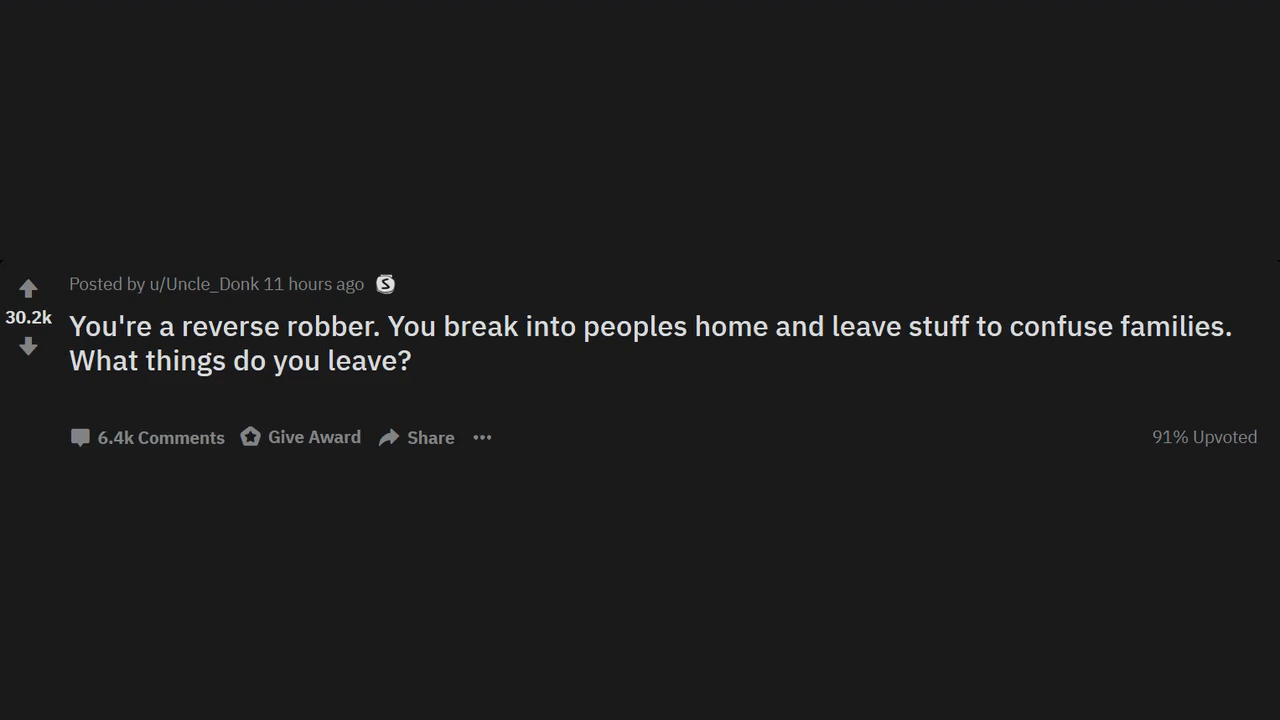 Posted by u/Uncle_Donk 11 hours ago
30.2k
You're a reverse robber. You break into peoples home and leave stuff to confuse families.
What things do you leave?
6.4k Comments Give Award Share ••• 91% Upvoted